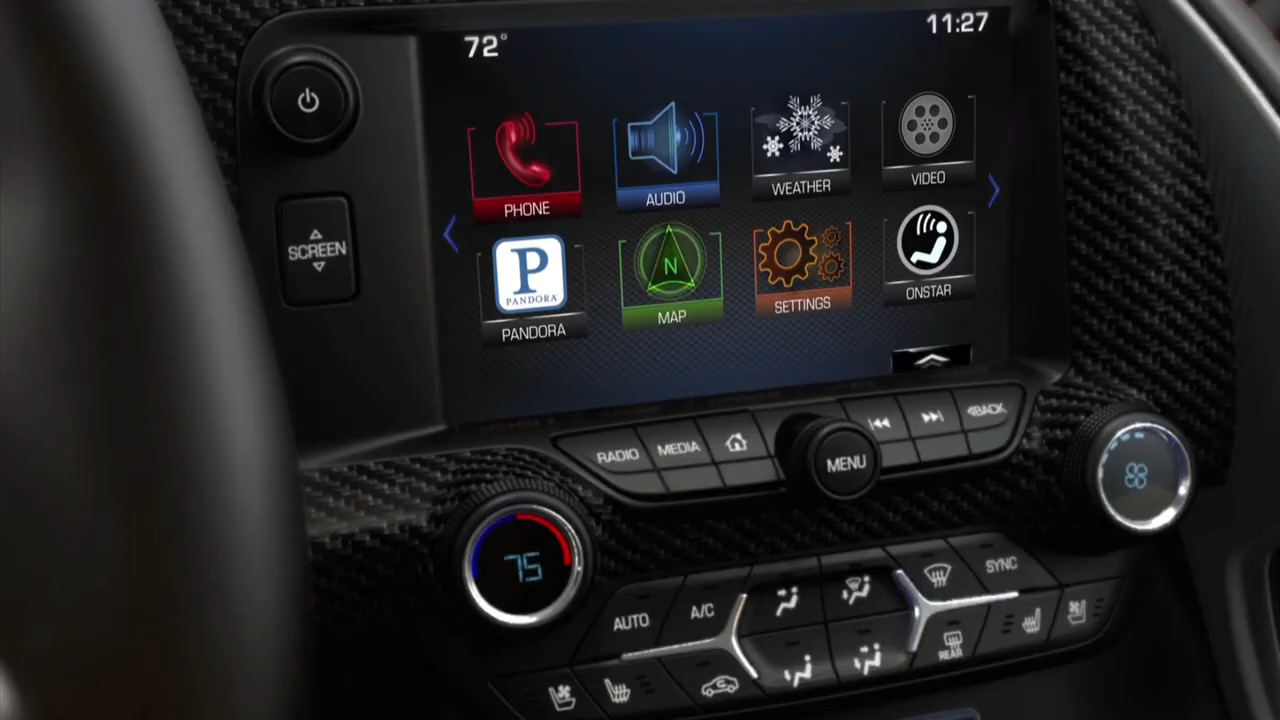 72° 11:27
PHONE AUDIO WEATHER VIDEO
SCREEN
P
PANDORA
N
PANDORA MAP SETTINGS ONSTAR
RADIO MEDIA MENU BACK
75
AUTO A/C SYNC
REAR